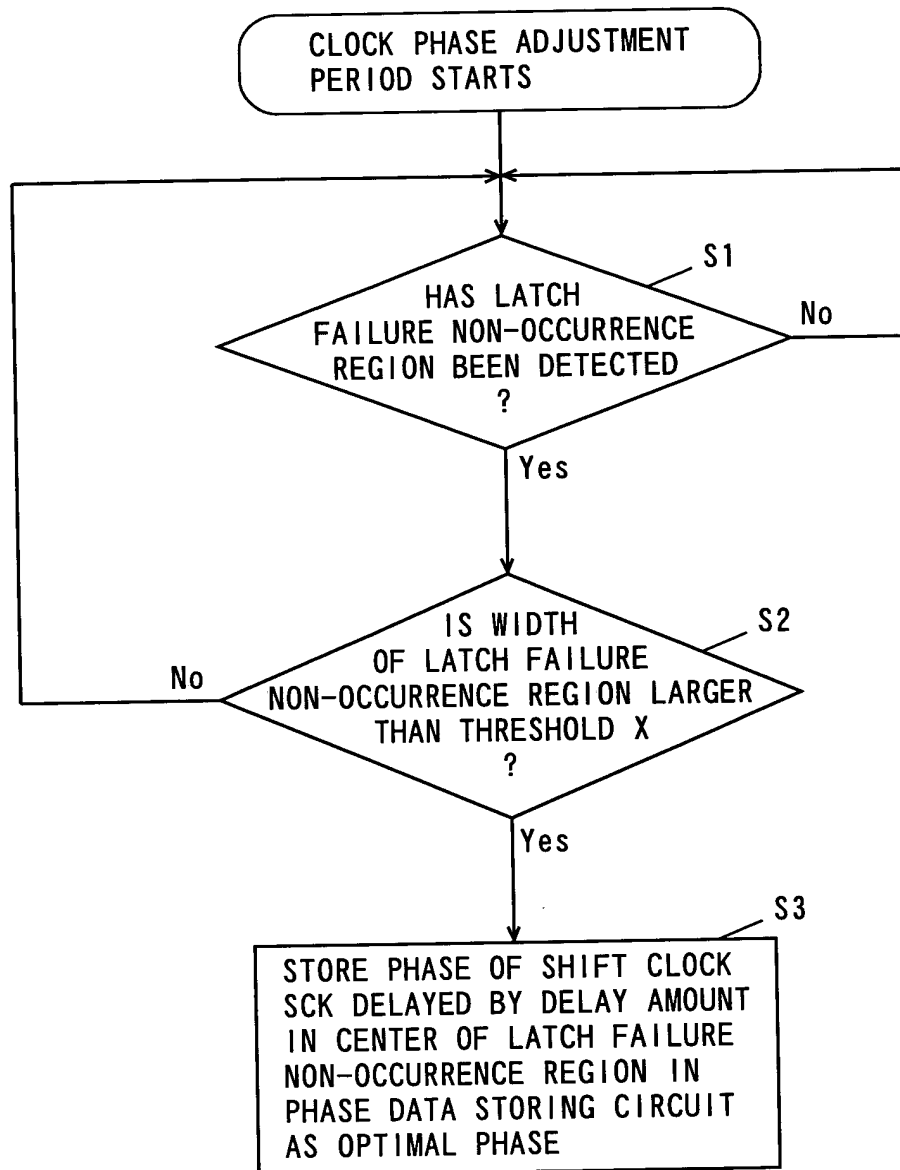 CLOCK PHASE ADJUSTMENT
PERIOD STARTS
S1
HAS LATCH
FAILURE NON-OCCURRENCE
REGION BEEN DETECTED
?
No
Yes
S2
IS WIDTH
OF LATCH FAILURE
NON-OCCURRENCE REGION LARGER
THAN THRESHOLD X
?
No
Yes
S3
STORE PHASE OF SHIFT CLOCK
SCK DELAYED BY DELAY AMOUNT
IN CENTER OF LATCH FAILURE
NON-OCCURRENCE REGION IN
PHASE DATA STORING CIRCUIT
AS OPTIMAL PHASE